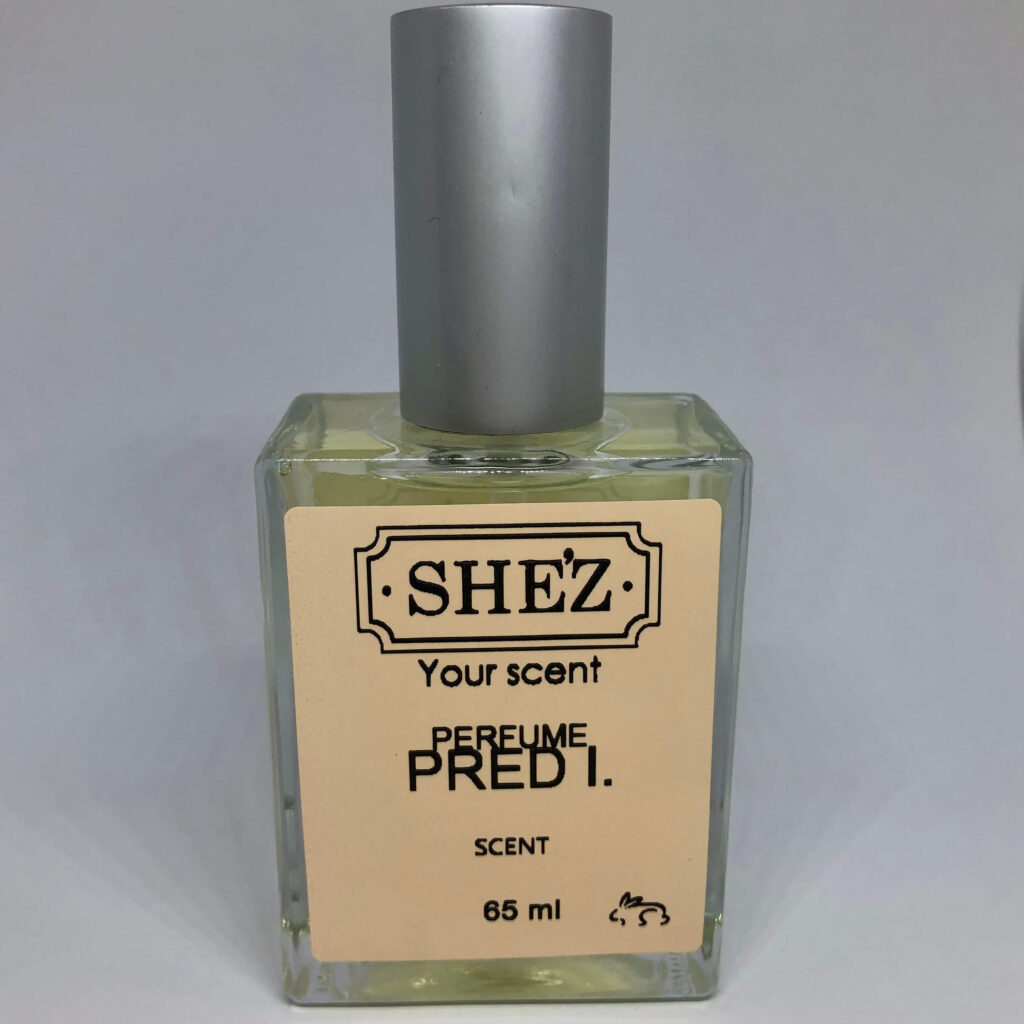 · SHE'Z ·
Your scent
PERFUME
PRED I.
SCENT
65 ml